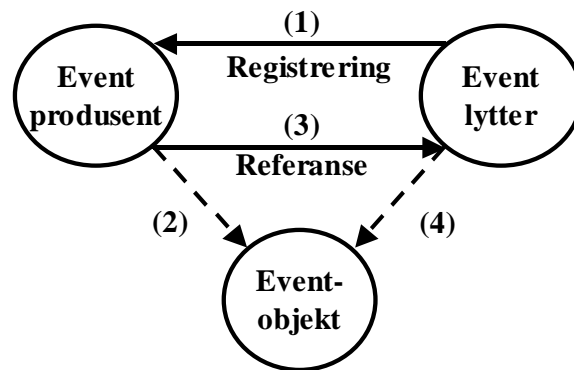 (1)
Event
produsent
Registrering
Event
lytter
(3)
Referanse
(2)
(4)
Event-
objekt